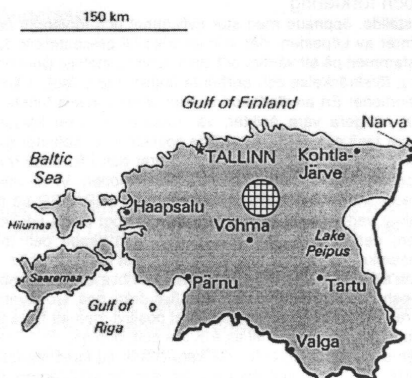 150 km
Gulf of Finland
Narva
TALLINN
Kohtla-
Järve
Baltic
Sea
Haapsalu
Hiiumaa
Võhma
Lake
Peipus
Saaremaa
Pärnu
Tartu
Gulf of
Riga
Valga